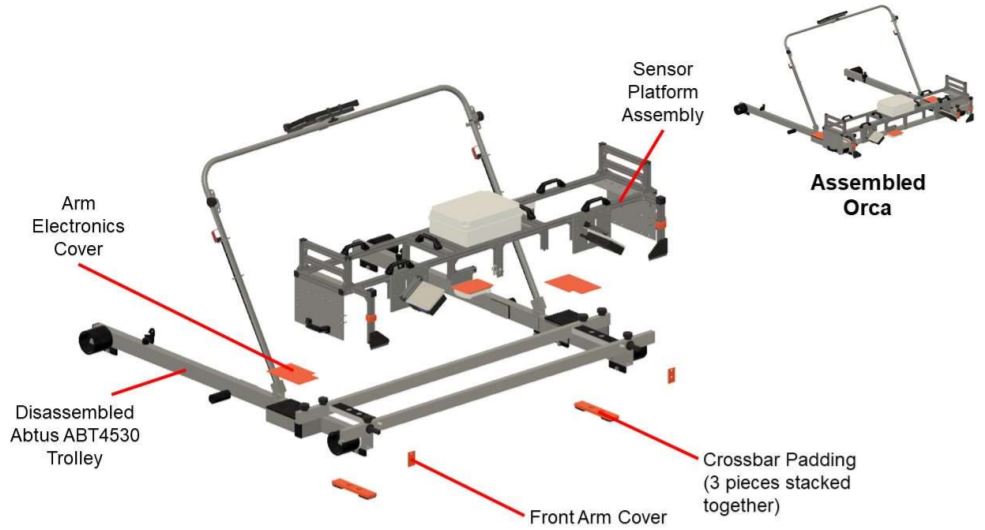 Sensor
Platform
Assembly
Assembled
Orca
Arm
Electronics
Cover
Disassembled
Abtus ABT4530
Trolley
Crossbar Padding
(3 pieces stacked
together)
Front Arm Cover